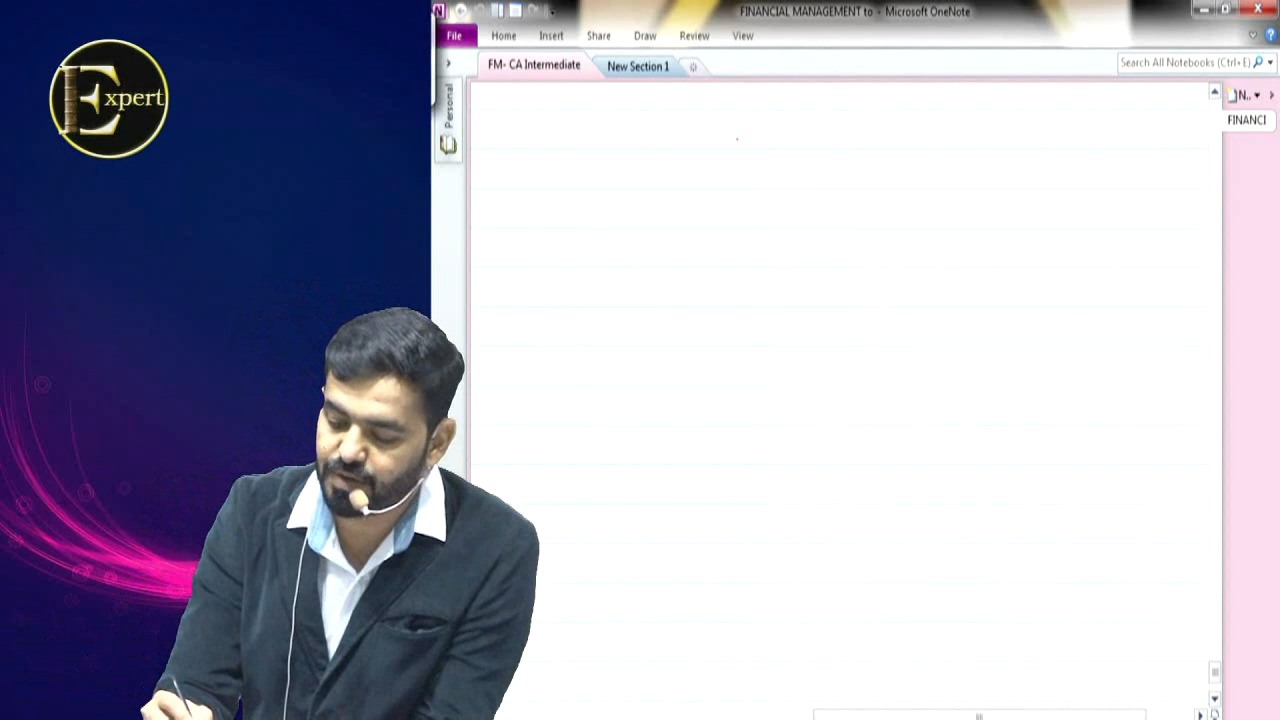 Expert
FINANCIAL MANAGEMENT to - Microsoft OneNote
File Home Insert Share Draw Review View
FM- CA Intermediate
New Section 1
Search All Notebooks (Ctrl+E)
Personal
N..
FINANCI